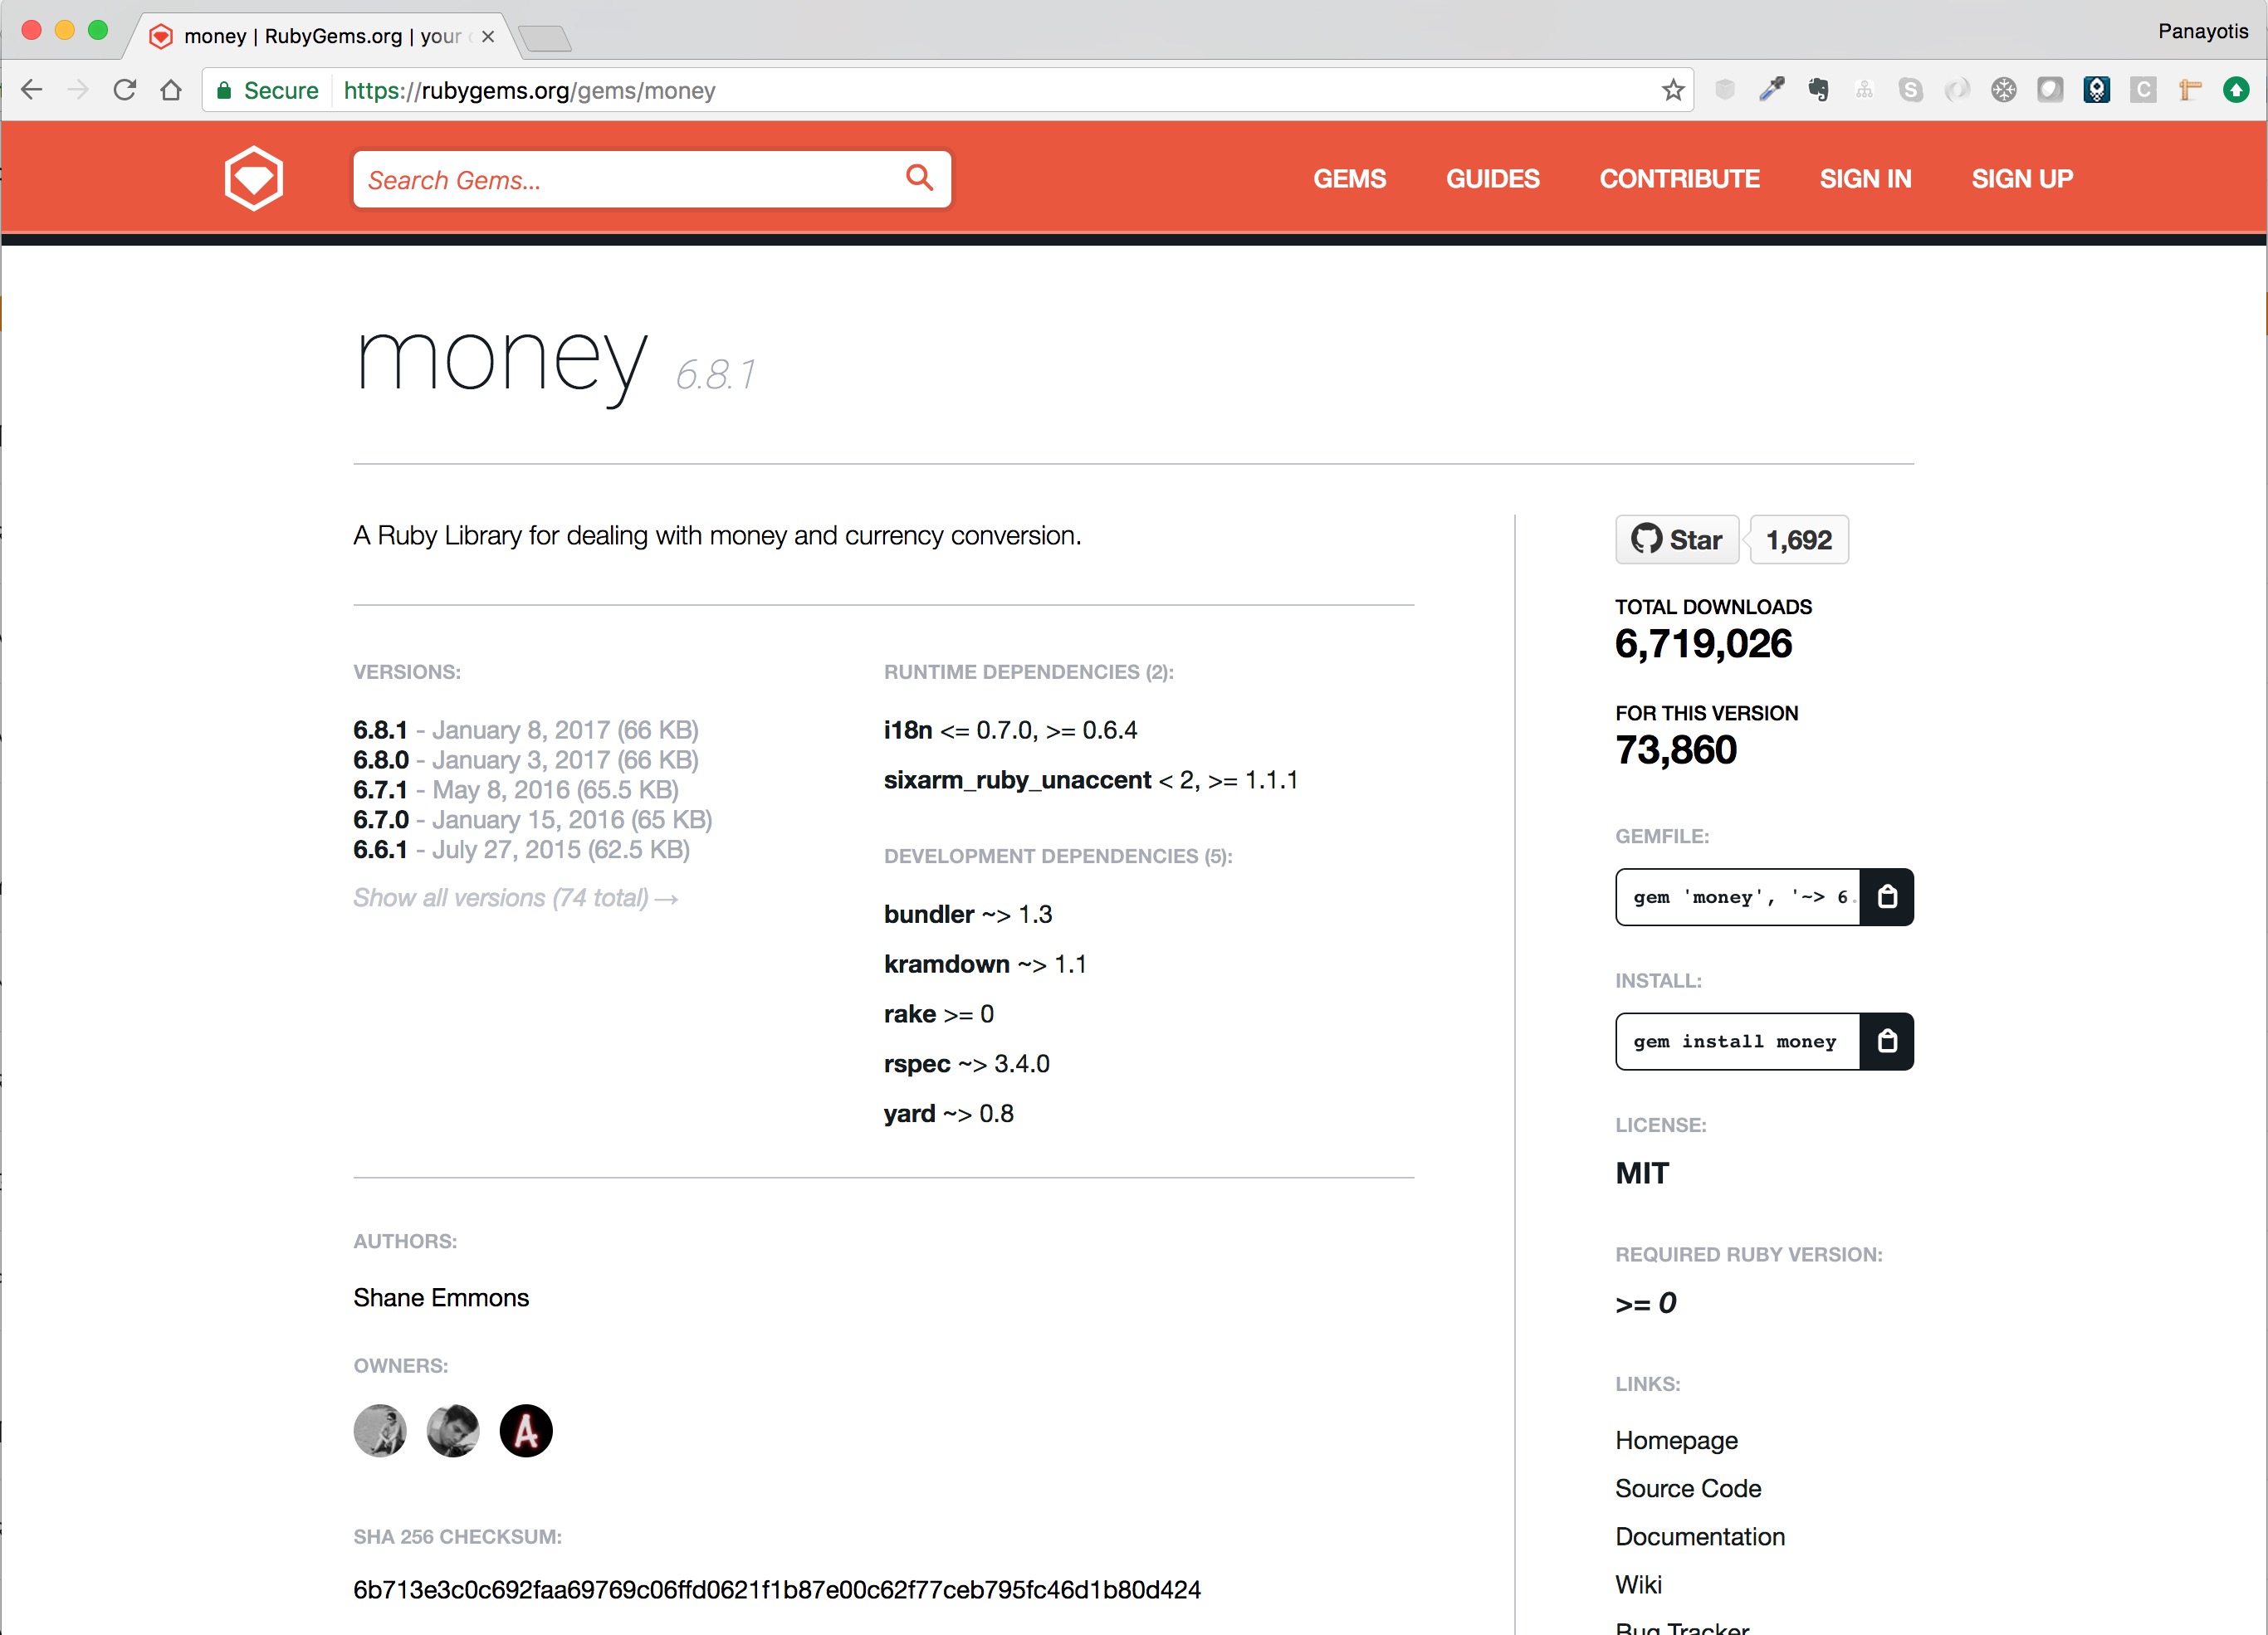 money | RubyGems.org | your
Panayotis
Secure https://rubygems.org/gems/money
Search Gems...
GEMS GUIDES CONTRIBUTE SIGN IN SIGN UP
money 6.8.1
A Ruby Library for dealing with money and currency conversion.
VERSIONS:
6.8.1 - January 8, 2017 (66 KB)
6.8.0 - January 3, 2017 (66 KB)
6.7.1 - May 8, 2016 (65.5 KB)
6.7.0 - January 15, 2016 (65 KB)
6.6.1 - July 27, 2015 (62.5 KB)
Show all versions (74 total) →
RUNTIME DEPENDENCIES (2):
i18n <= 0.7.0, >= 0.6.4
sixarm_ruby_unaccent < 2, >= 1.1.1
DEVELOPMENT DEPENDENCIES (5):
bundler ~> 1.3
kramdown ~> 1.1
rake >= 0
rspec ~> 3.4.0
yard ~> 0.8
AUTHORS:
Shane Emmons
OWNERS:
A
SHA 256 CHECKSUM:
6b713e3c0c692faa69769c06ffd0621f1b87e00c62f77ceb795fc46d1b80d424
Star 1,692
TOTAL DOWNLOADS
6,719,026
FOR THIS VERSION
73,860
GEMFILE:
gem 'money', '~> 6.
INSTALL:
gem install money
LICENSE:
MIT
REQUIRED RUBY VERSION:
>= 0
LINKS:
Homepage
Source Code
Documentation
Wiki
Bug Tracker